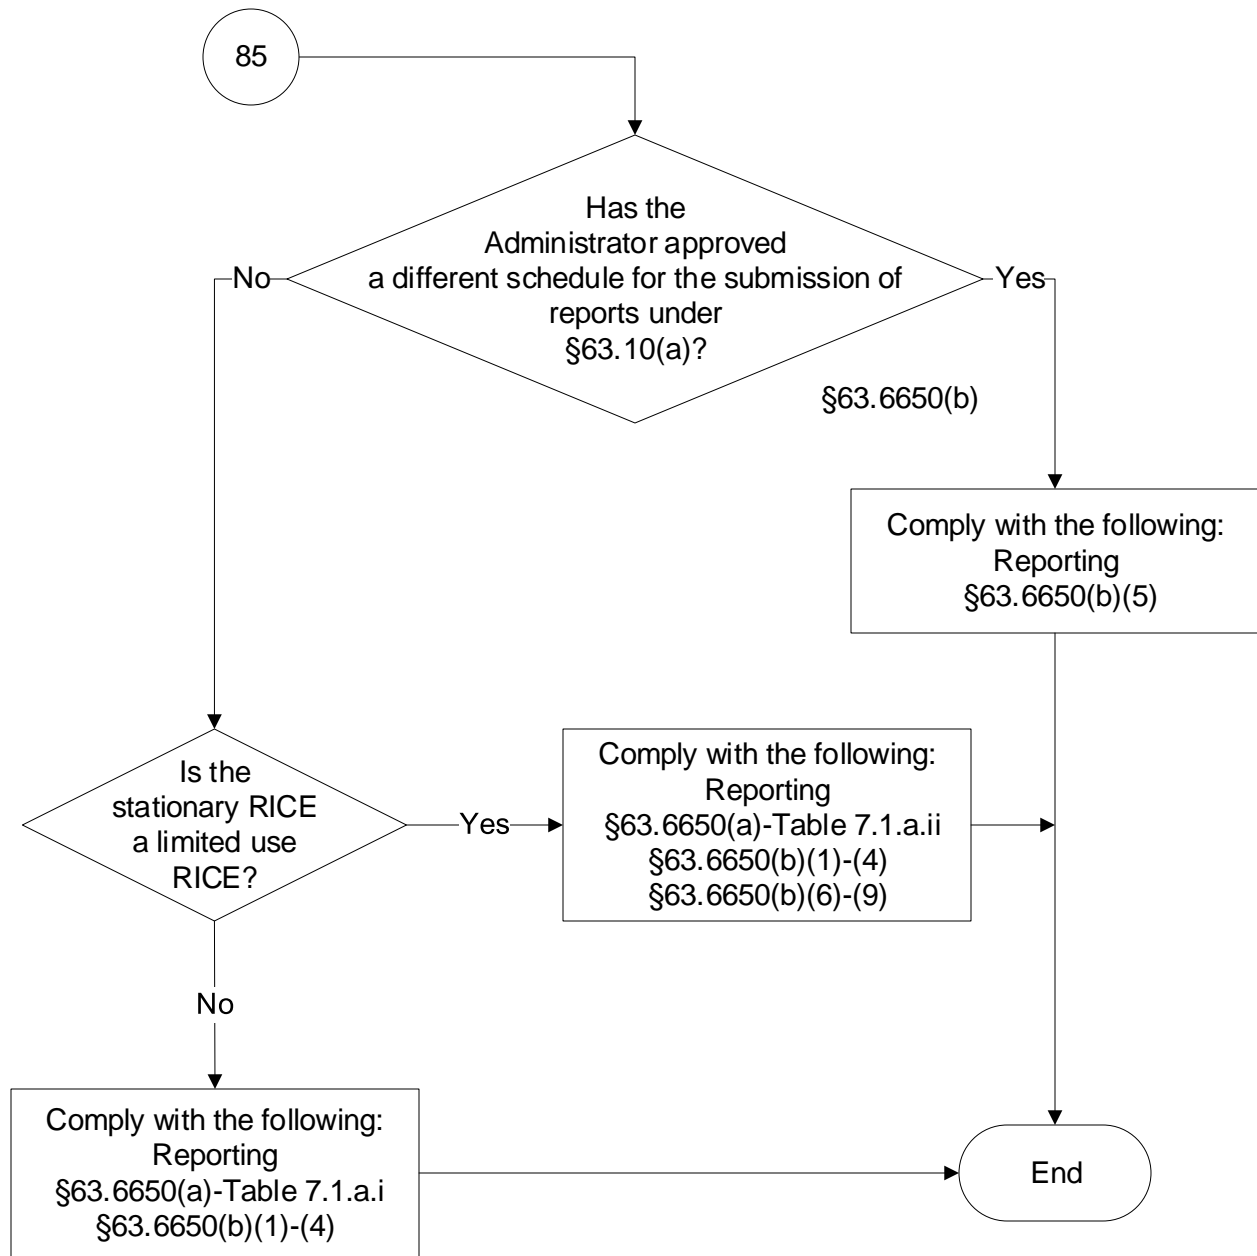 85
Has the
Administrator approved
a different schedule for the submission of
reports under
§63.10(a)?
No
Yes
§63.6650(b)
Comply with the following:
Reporting
§63.6650(b)(5)
Is the
stationary RICE
a limited use
RICE?
Yes
Comply with the following:
Reporting
§63.6650(a)-Table 7.1.a.ii
§63.6650(b)(1)-(4)
§63.6650(b)(6)-(9)
No
Comply with the following:
Reporting
§63.6650(a)-Table 7.1.a.i
§63.6650(b)(1)-(4)
End